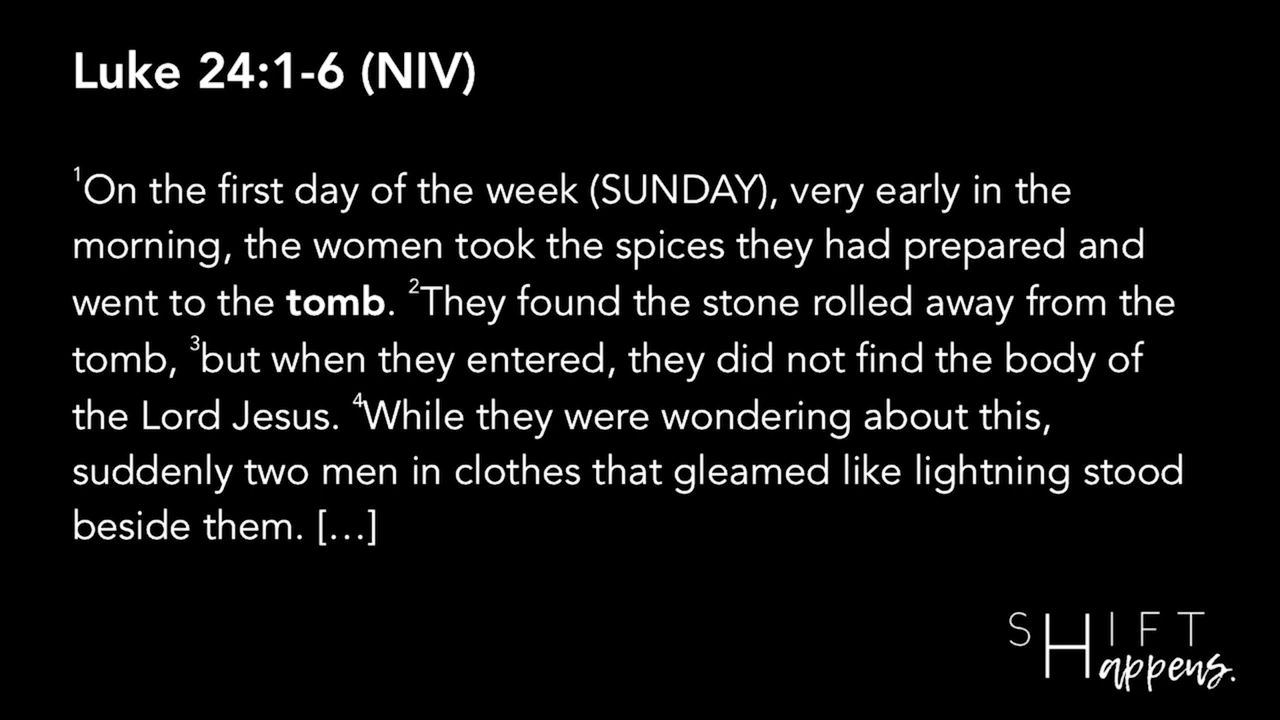 Luke 24:1-6 (NIV)
¹On the first day of the week (SUNDAY), very early in the
morning, the women took the spices they had prepared and
went to the tomb. ²They found the stone rolled away from the
tomb, ³but when they entered, they did not find the body of
the Lord Jesus. ⁴While they were wondering about this,
suddenly two men in clothes that gleamed like lightning stood
beside them. […]
SHIFT
Happens.